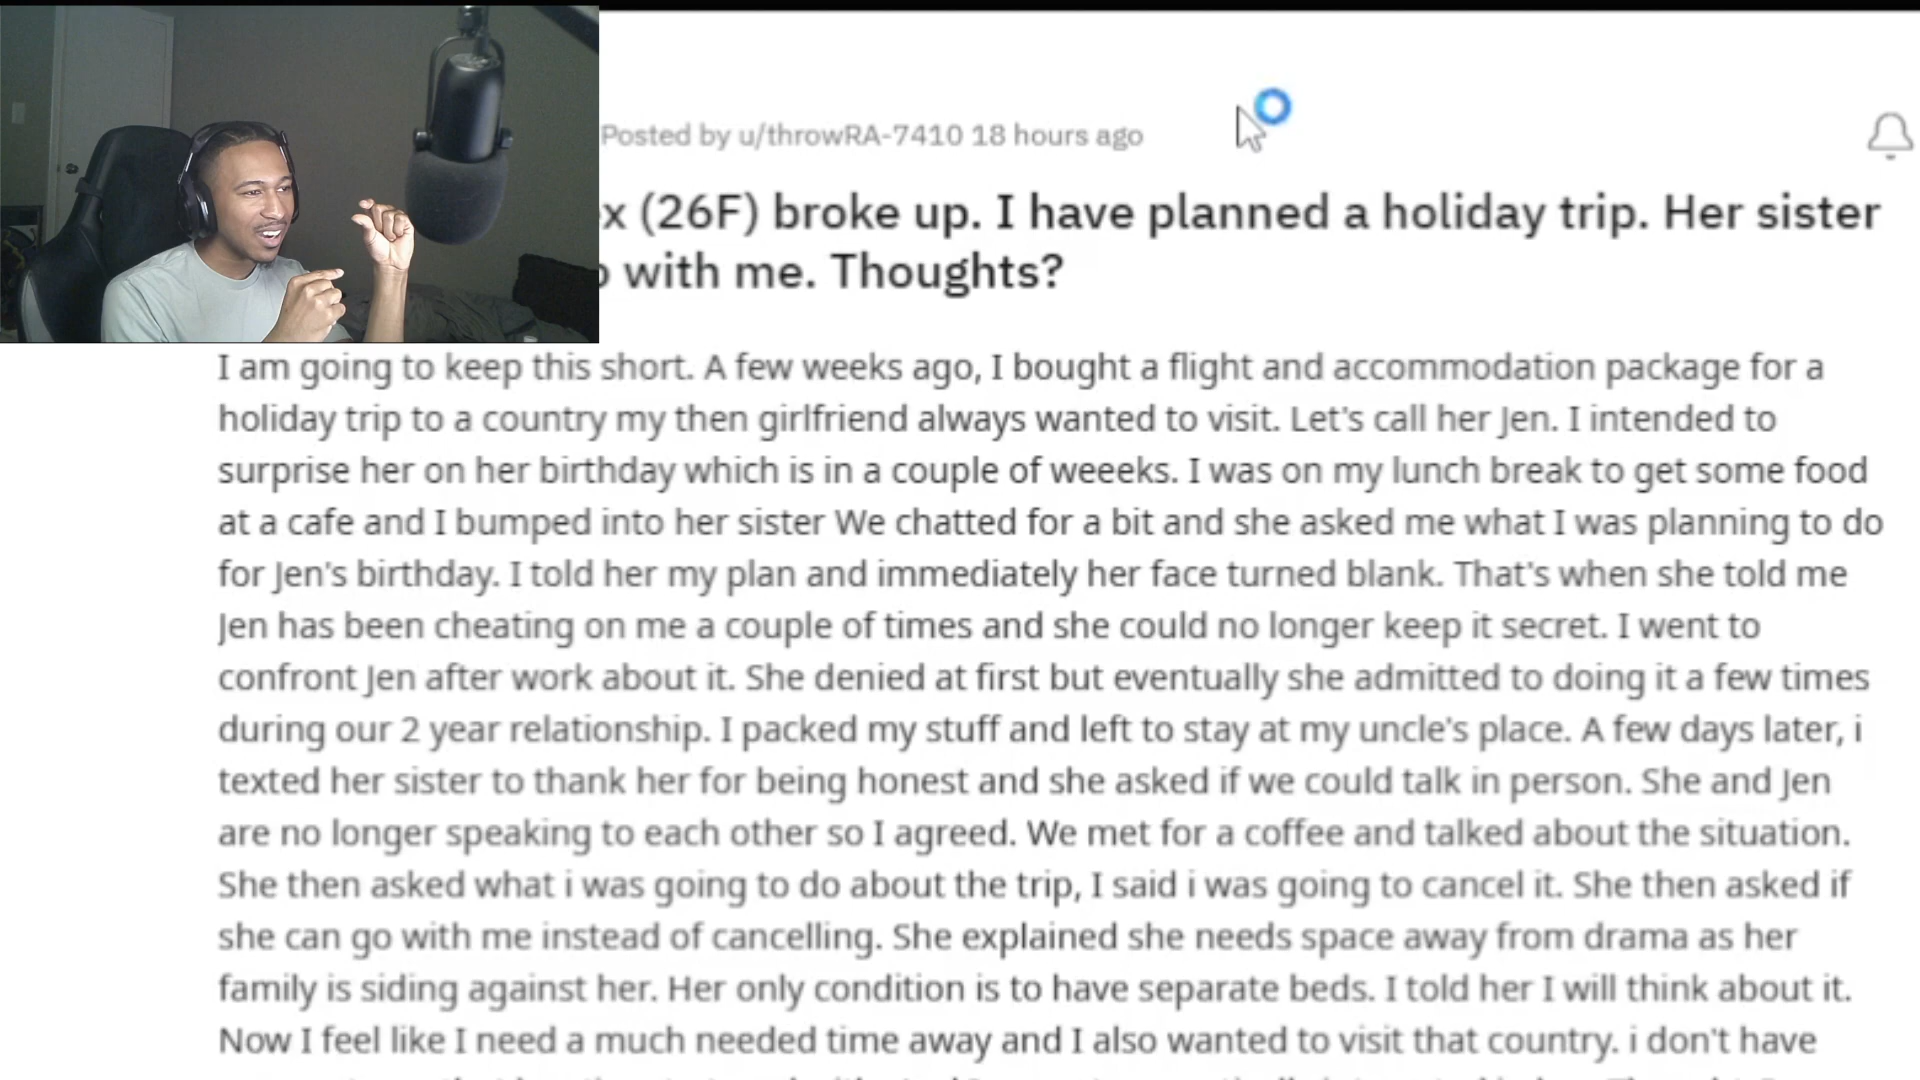 Posted by u/throwRA-7410 18 hours ago
x (26F) broke up. I have planned a holiday trip. Her sister
with me. Thoughts?
I am going to keep this short. A few weeks ago, I bought a flight and accommodation package for a
holiday trip to a country my then girlfriend always wanted to visit. Let's call her Jen. I intended to
surprise her on her birthday which is in a couple of weeeks. I was on my lunch break to get some food
at a cafe and I bumped into her sister We chatted for a bit and she asked me what I was planning to do
for Jen's birthday. I told her my plan and immediately her face turned blank. That's when she told me
Jen has been cheating on me a couple of times and she could no longer keep it secret. I went to
confront Jen after work about it. She denied at first but eventually she admitted to doing it a few times
during our 2 year relationship. I packed my stuff and left to stay at my uncle's place. A few days later, i
texted her sister to thank her for being honest and she asked if we could talk in person. She and Jen
are no longer speaking to each other so I agreed. We met for a coffee and talked about the situation.
She then asked what i was going to do about the trip, I said i was going to cancel it. She then asked if
she can go with me instead of cancelling. She explained she needs space away from drama as her
family is siding against her. Her only condition is to have separate beds. I told her I will think about it.
Now I feel like I need a much needed time away and I also wanted to visit that country. i don't have